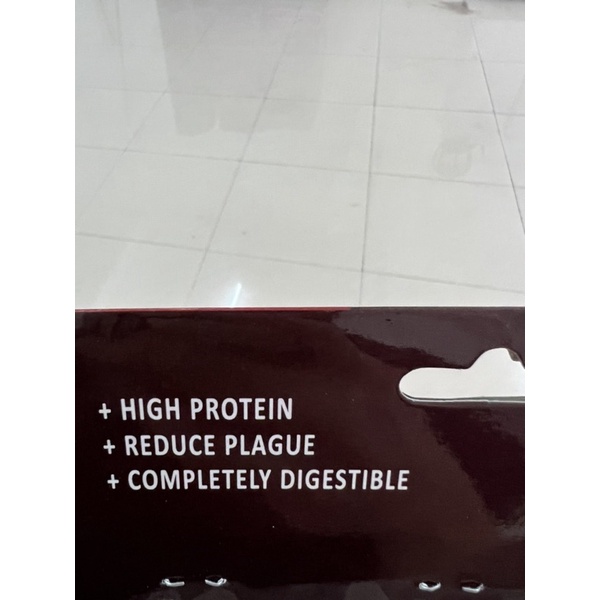 + HIGH PROTEIN
+ REDUCE PLAGUE
+ COMPLETELY DIGESTIBLE